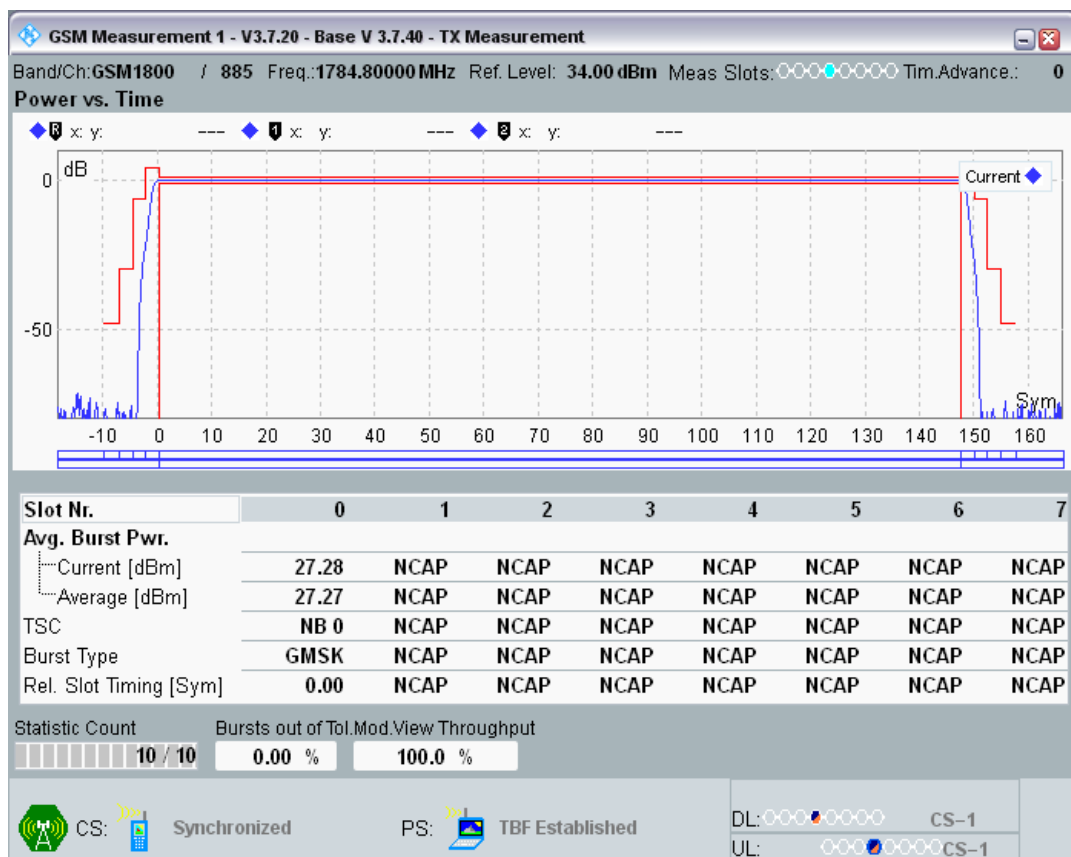 GSM Measurement 1 - V3.7.20 - Base V 3.7.40 - TX Measurement
Band/Ch:GSM1800 / 885 Freq.:1784.80000 MHz Ref. Level: 34.00 dBm Meas Slots: Tim.Advance.: 0
Power vs. Time
R x: y: --- 1 x: y: --- 2 x: y: ---
dB
Current
0
-50
Sym
-10 0 10 20 30 40 50 60 70 80 90 100 110 120 130 140 150 160
Slot Nr. 0 1 2 3 4 5 6 7
Avg. Burst Pwr.
Current [dBm] 27.28 NCAP NCAP NCAP NCAP NCAP NCAP NCAP
Average [dBm] 27.27 NCAP NCAP NCAP NCAP NCAP NCAP NCAP
TSC NB 0 NCAP NCAP NCAP NCAP NCAP NCAP NCAP
Burst Type GMSK NCAP NCAP NCAP NCAP NCAP NCAP NCAP
Rel. Slot Timing [Sym] 0.00 NCAP NCAP NCAP NCAP NCAP NCAP NCAP
Statistic Count Bursts out of Tol. Mod.View Throughput
10 / 10 0.00 % 100.0 %
CS: Synchronized PS: TBF Established DL: CS-1
UL: CS-1